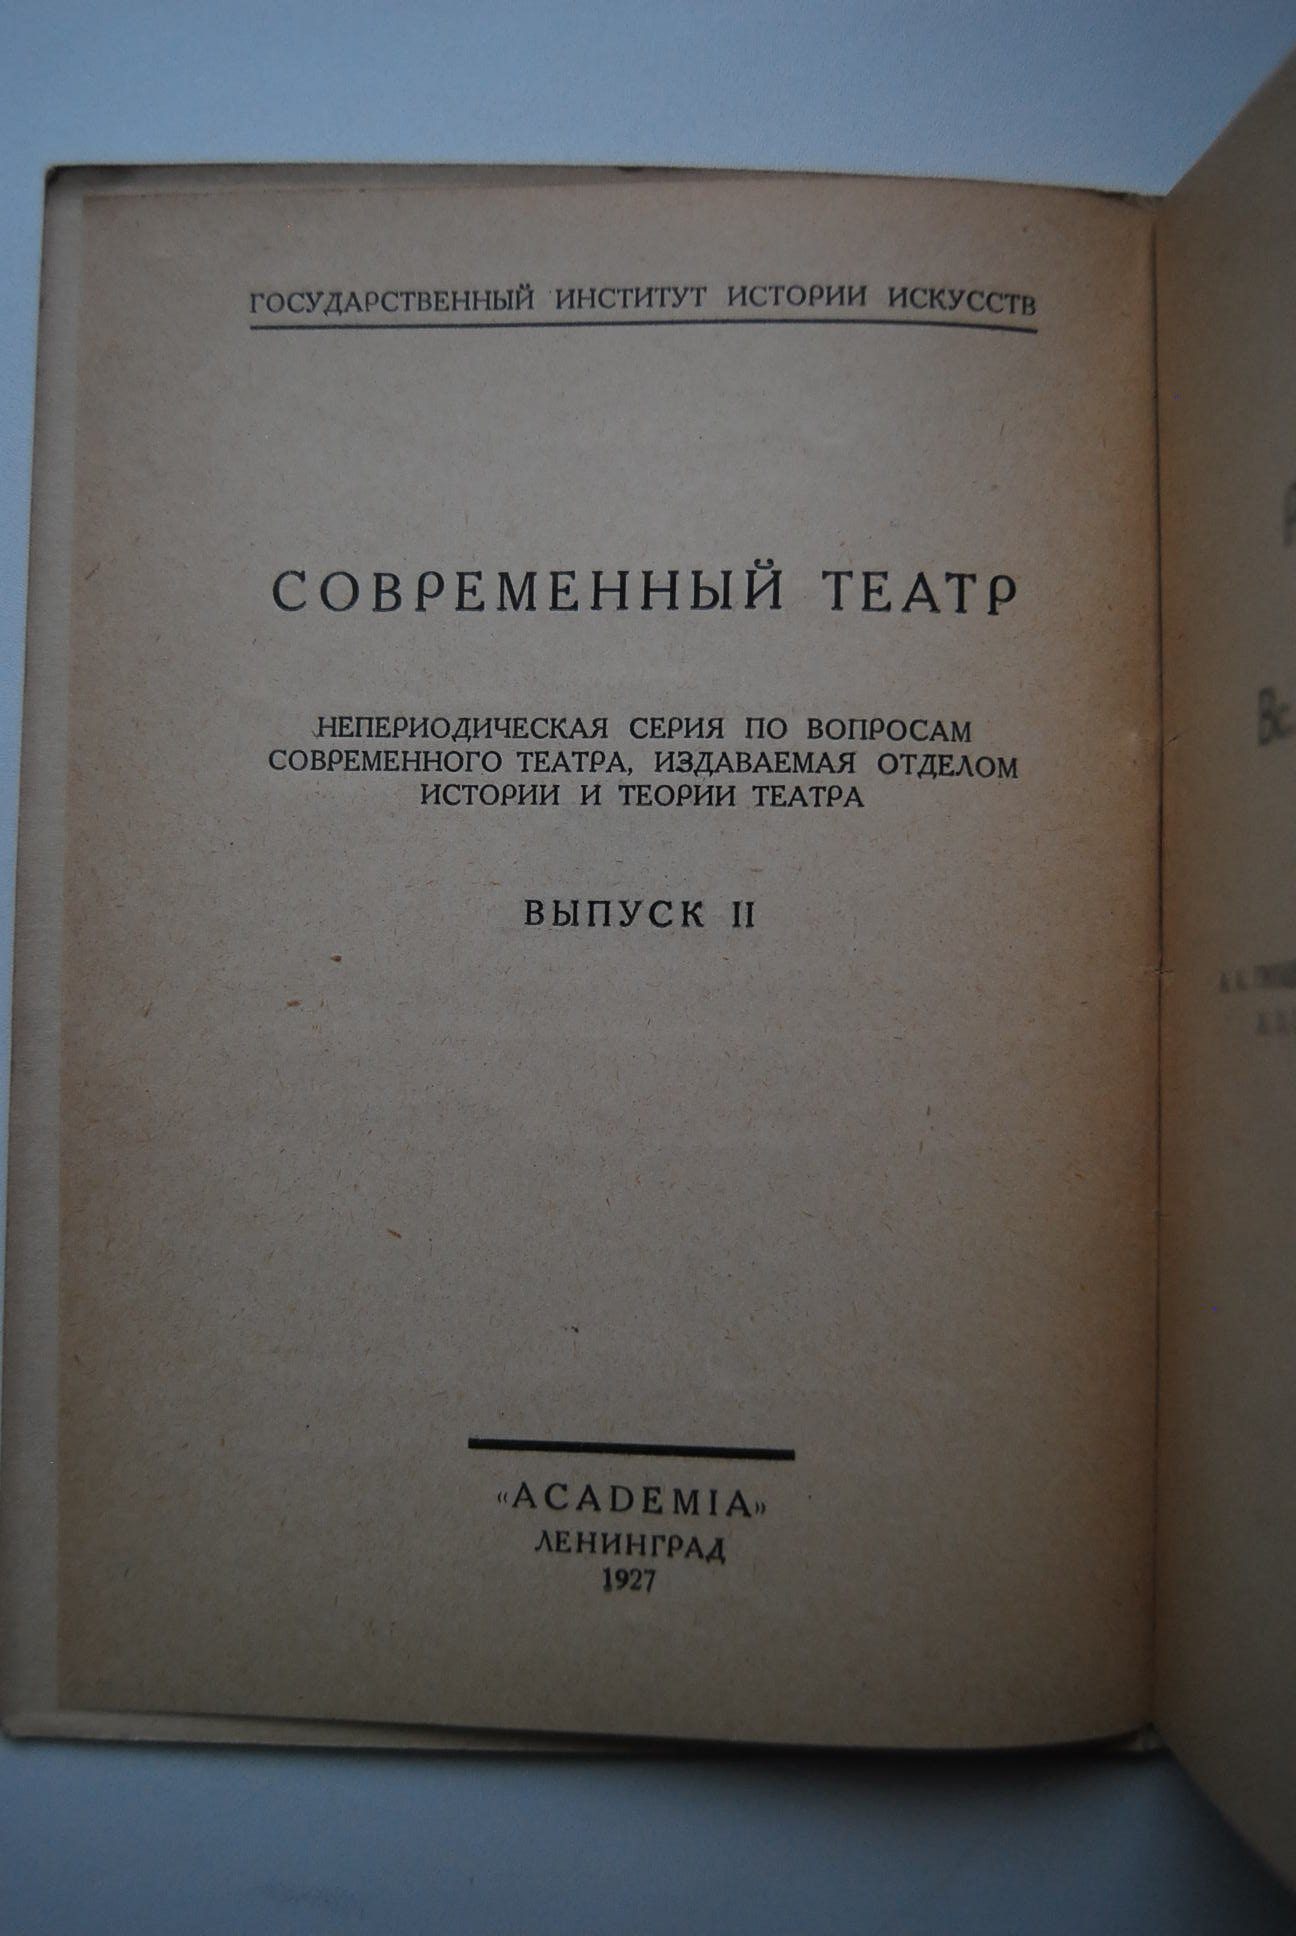 ГОСУДАРСТВЕННЫЙ ИНСТИТУТ ИСТОРИИ ИСКУССТВ
СОВРЕМЕННЫЙ ТЕАТР
НЕПЕРИОДИЧЕСКАЯ СЕРИЯ ПО ВОПРОСАМ
СОВРЕМЕННОГО ТЕАТРА, ИЗДАВАЕМАЯ ОТДЕЛОМ
ИСТОРИИ И ТЕОРИИ ТЕАТРА
ВЫПУСК II
«ACADEMIA»
ЛЕНИНГРАД
1927